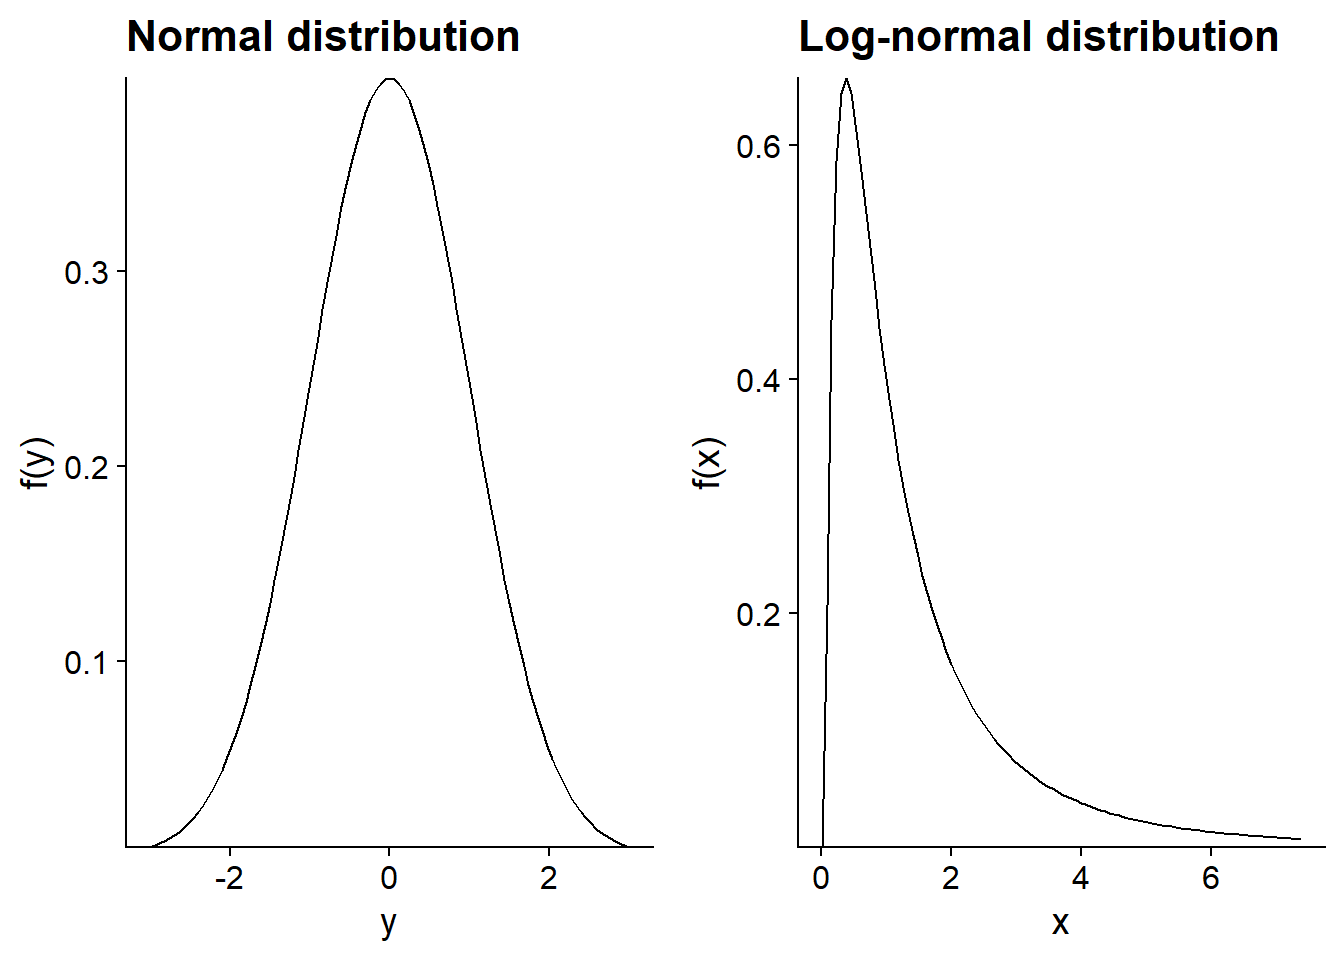 Normal distribution
f(y)
0.3
0.2
0.1
-2 0 2
y
Log-normal distribution
f(x)
0.6
0.4
0.2
0 2 4 6
x